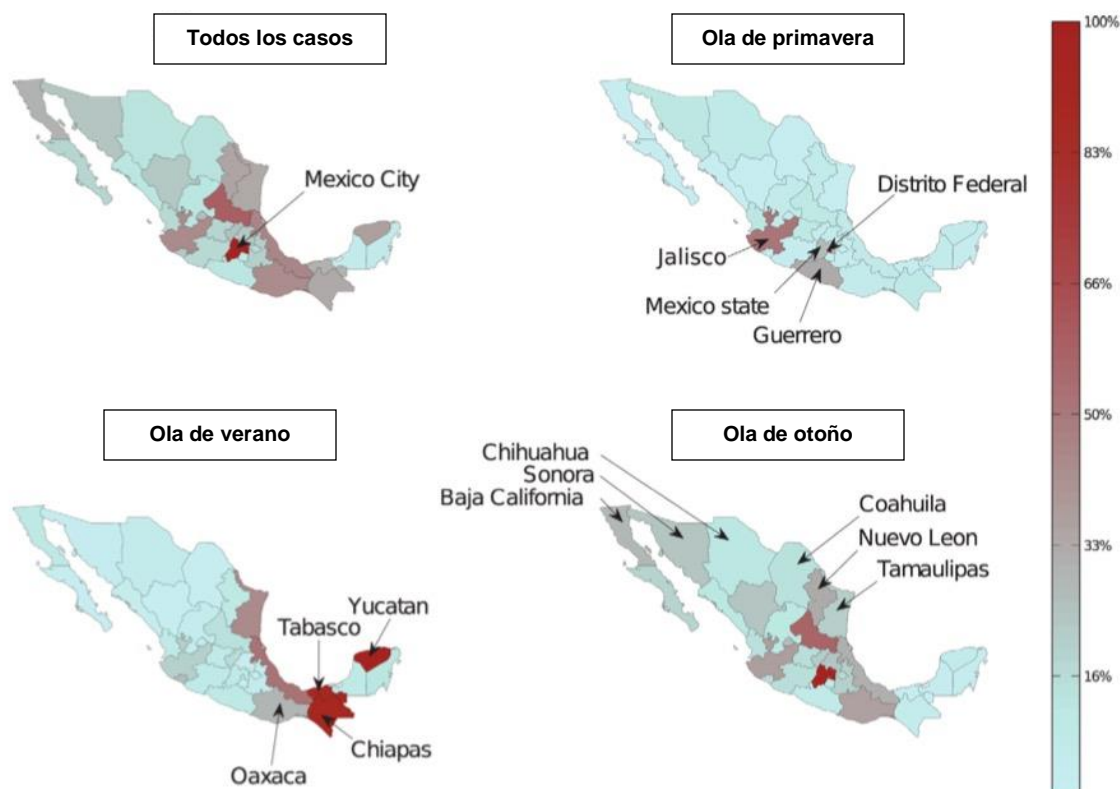 Todos los casos
Mexico City
Ola de primavera
Distrito Federal
Jalisco
Mexico state
Guerrero
Ola de verano
Yucatan
Tabasco
Chiapas
Oaxaca
Ola de otoño
Chihuahua
Sonora
Baja California
Coahuila
Nuevo Leon
Tamaulipas
100%
83%
66%
50%
33%
16%